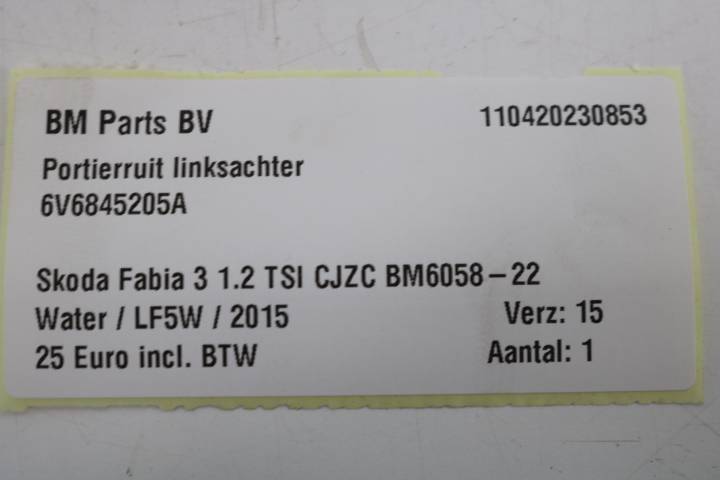 BM Parts BV 110420230853
Portierruit linksachter
6V6845205A
Skoda Fabia 3 1.2 TSI CJZC BM6058-22
Water / LF5W / 2015 Verz: 15
25 Euro incl. BTW Aantal: 1